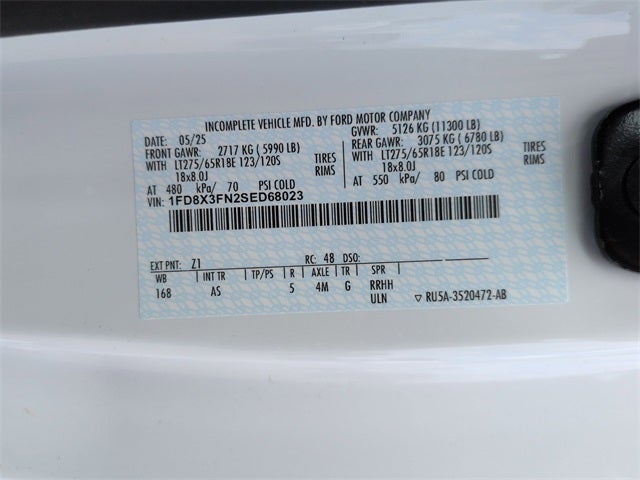 INCOMPLETE VEHICLE MFD. BY FORD MOTOR COMPANY
DATE: 05/25 GVWR: 5126 KG (11300 LB)
FRONT GAWR: 2717 KG (5990 LB) REAR GAWR: 3075 KG (6780 LB)
WITH LT275/65R18E 123/120S TIRES WITH LT275/65R18E 123/120S TIRES
18x8.0J RIMS 18x8.0J RIMS
AT 480 kPa/ 70 PSI COLD AT 550 kPa/ 80 PSI COLD
VIN: 1FD8X3FN2SED68023
EXT PNT: Z1 RC: 48 DSO:
WB INT TR TP/PS R AXLE TR SPR
168 AS 5 4M G RRHH
ULN ▽ RU5A-3520472-AB